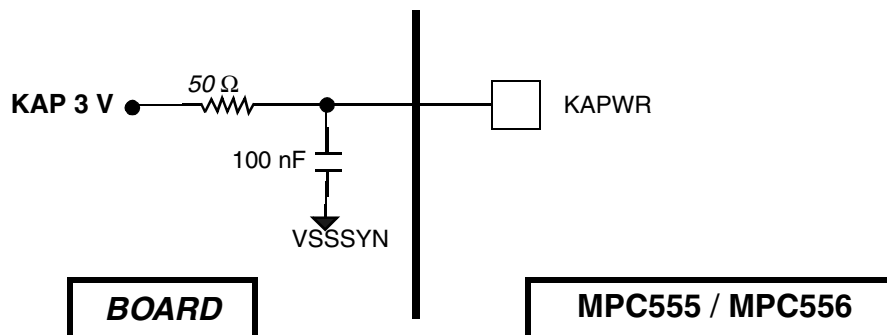 50 Ω
KAP 3 V
KAPWR
100 nF
VSSSYN
BOARD
MPC555 / MPC556